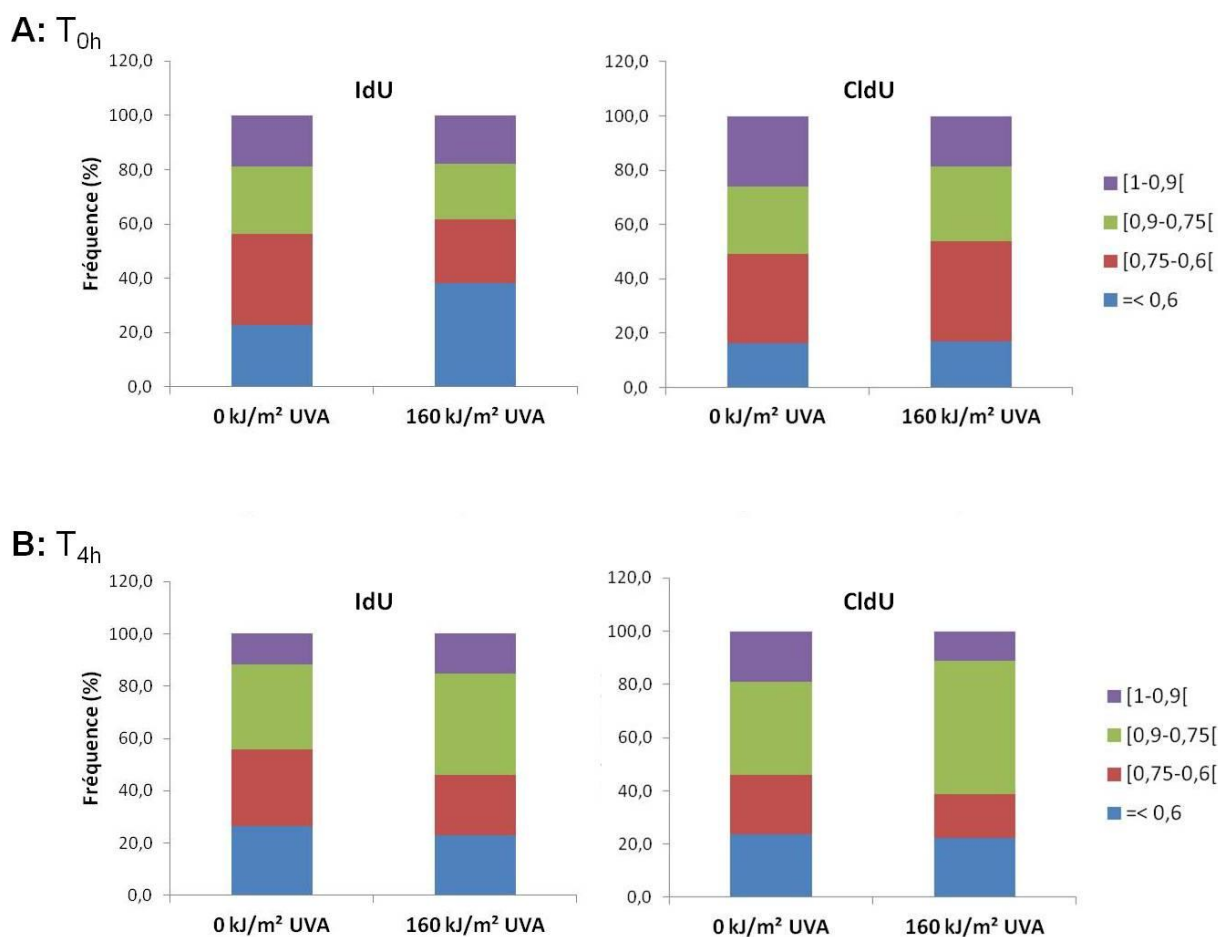 A: T0h
IdU
Fréquence (%)
120,0
100,0
80,0
60,0
40,0
20,0
0,0
0 kJ/m² UVA
160 kJ/m² UVA
CldU
120,0
100,0
80,0
60,0
40,0
20,0
0,0
0 kJ/m² UVA
160 kJ/m² UVA
[1-0,9[
[0,9-0,75[
[0,75-0,6[
=< 0,6
B: T4h
IdU
Fréquence (%)
120,0
100,0
80,0
60,0
40,0
20,0
0,0
0 kJ/m² UVA
160 kJ/m² UVA
CldU
120,0
100,0
80,0
60,0
40,0
20,0
0,0
0 kJ/m² UVA
160 kJ/m² UVA
[1-0,9[
[0,9-0,75[
[0,75-0,6[
=< 0,6